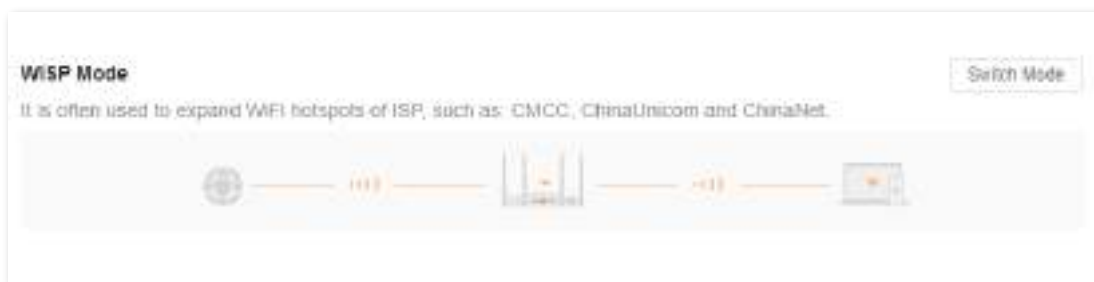 WISP Mode
Switch Mode
It is often used to expand WiFi hotspots of ISP, such as: CMCC, ChinaUnicom and ChinaNet.